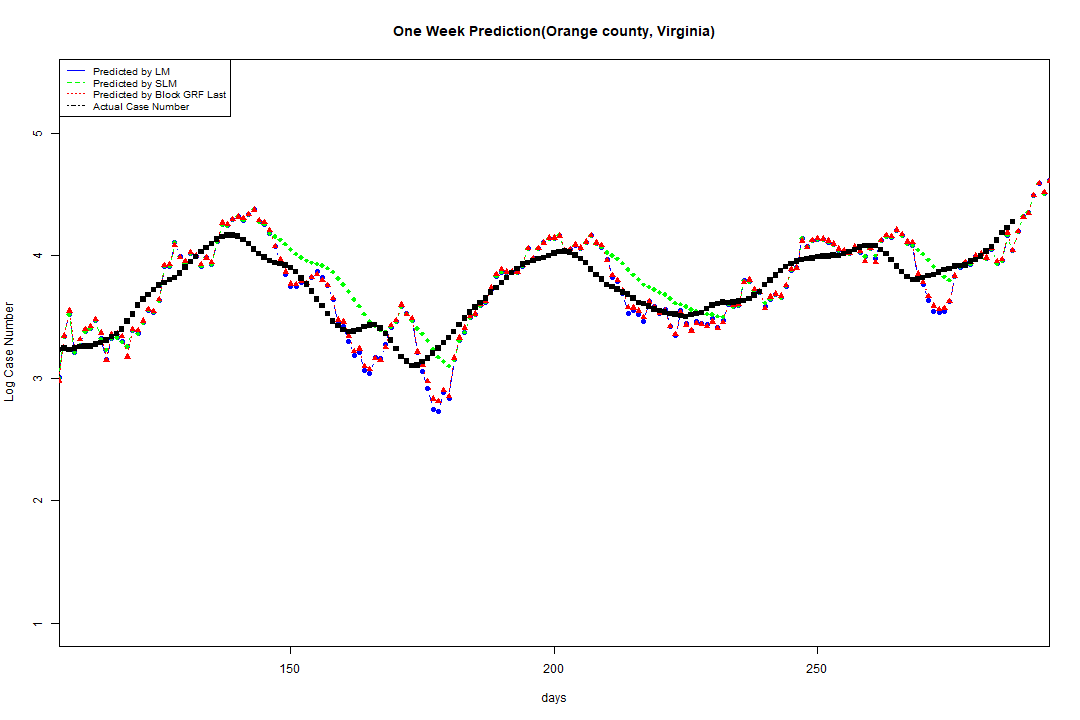 One Week Prediction(Orange county, Virginia)
Predicted by LM
Predicted by SLM
Predicted by Block GRF Last
Actual Case Number
5
4
3
2
1
Log Case Number
150 200 250
days